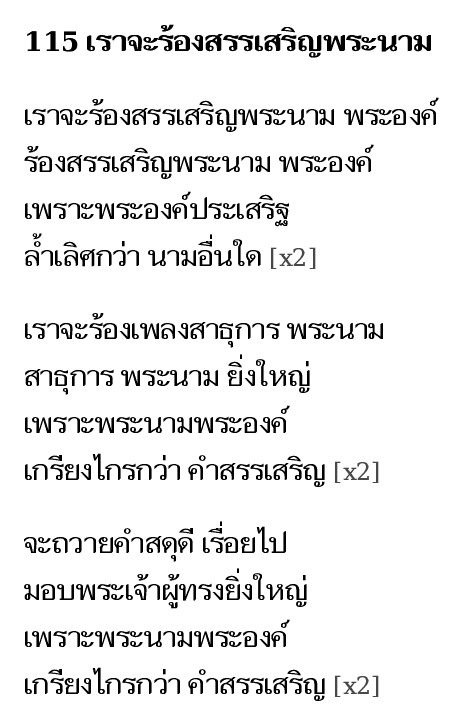 115 เราจะร้องสรรเสริญพระนาม
เราจะร้องสรรเสริญพระนาม พระองค์
ร้องสรรเสริญพระนาม พระองค์
เพราะพระองค์ประเสริฐ
ล้ำเลิศกว่า นามอื่นใด [x2]
เราจะร้องเพลงสาธุการ พระนาม
สาธุการ พระนาม ยิ่งใหญ่
เพราะพระนามพระองค์
เกรียงไกรกว่า คำสรรเสริญ [x2]
จะถวายคำสดุดี เรื่อยไป
มอบพระเจ้าผู้ทรงยิ่งใหญ่
เพราะพระนามพระองค์
เกรียงไกรกว่า คำสรรเสริญ [x2]